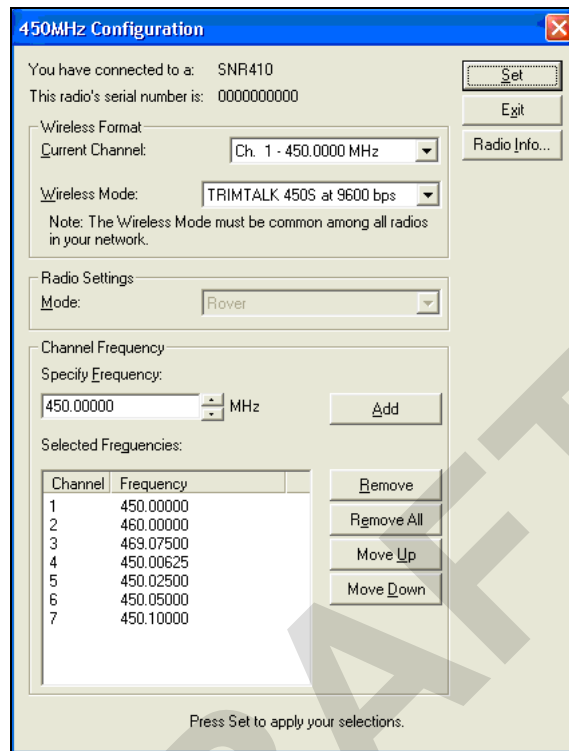 450MHz Configuration
You have connected to a: SNR410
This radio's serial number is: 0000000000
Set
Exit
Radio Info...
Wireless Format
Current Channel: Ch. 1 - 450.0000 MHz
Wireless Mode: TRIMTALK 450S at 9600 bps
Note: The Wireless Mode must be common among all radios
in your network.
Radio Settings
Mode: Rover
Channel Frequency
Specify Frequency:
450.00000 MHz Add
Selected Frequencies:
Channel Frequency
1 450.00000
2 460.00000
3 469.07500
4 450.00625
5 450.02500
6 450.05000
7 450.10000
Remove
Remove All
Move Up
Move Down
Press Set to apply your selections.